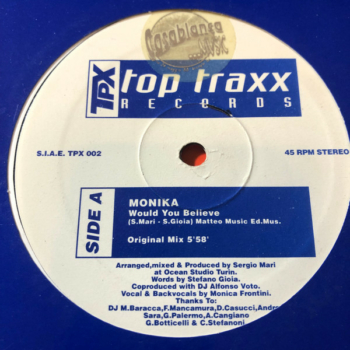 Casablanca
TPX
top traxx
RECORDS
S.I.A.E. TPX 002
45 RPM STEREO
SIDE A
MONIKA
Would You Believe
(S.Mari - S.Gioia) Matteo Music Ed.Mus.
Original Mix 5'58'
Arranged,mixed & Produced by Sergio Mari
at Ocean Studio Turin.
Words by Stefano Gioia.
Coproduced with DJ Alfonso Voto.
Vocal & Backvocals by Monica Frontini.
Thanks To:
DJ M.Baracca, F.Mancamura, D.Casucci, Andre
Sara, G.Palermo, A.Cangiano
G.Botticelli & C.Stefanoni